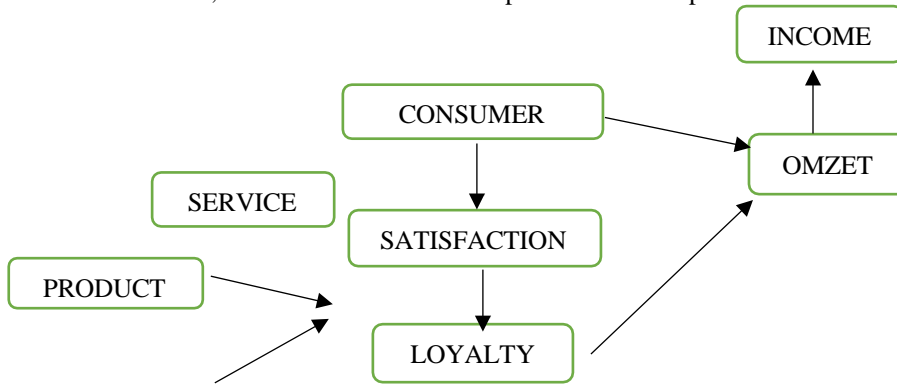 INCOME
CONSUMER
OMZET
SERVICE
SATISFACTION
PRODUCT
LOYALTY